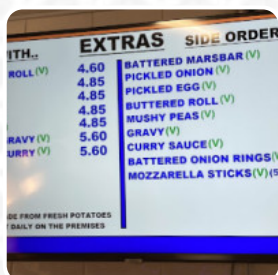 EXTRAS SIDE ORDER
WITH..
ROLL (V) 4.60
4.85
4.85
4.85
4.85
GRAVY (V) 5.60
CURRY (V) 5.60
BATTERED MARSBAR (V)
PICKLED ONION (V)
PICKLED EGG (V)
BUTTERED ROLL (V)
MUSHY PEAS (V)
GRAVY (V)
CURRY SAUCE (V)
BATTERED ONION RINGS (V
MOZZARELLA STICKS (V) (5
DE FROM FRESH POTATOES
DAILY ON THE PREMISES